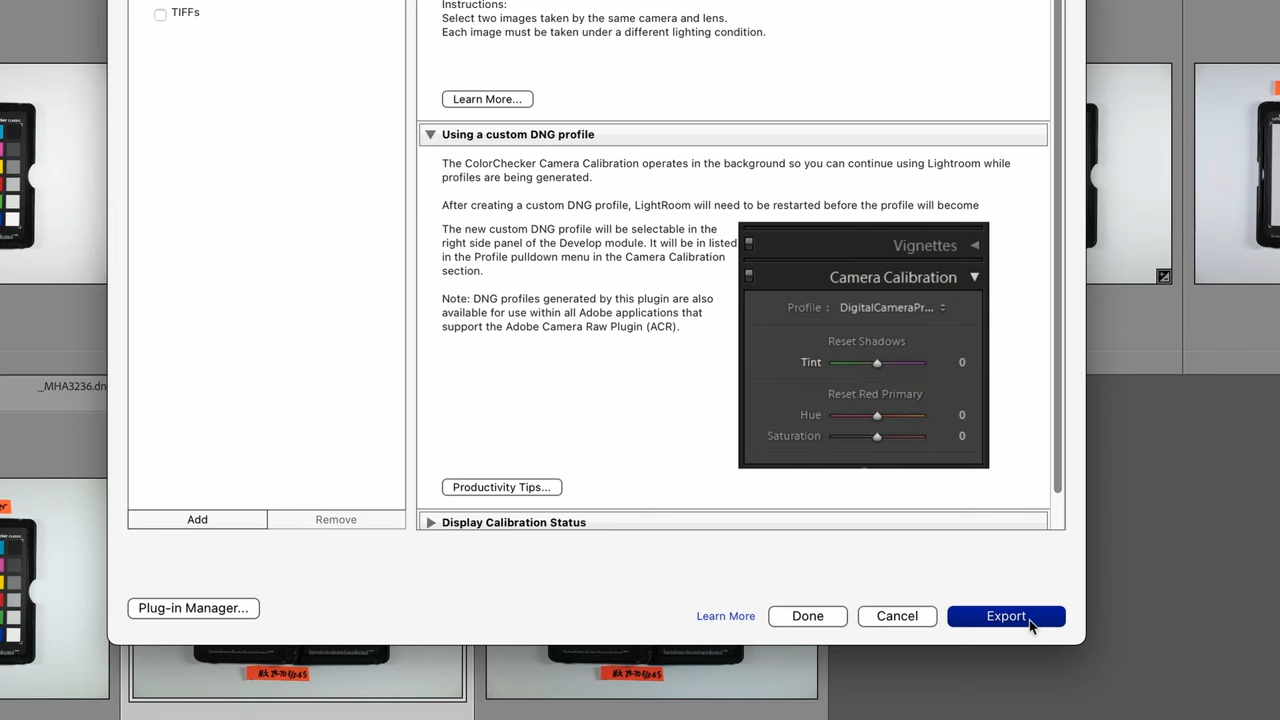 TIFFs
Instructions:
Select two images taken by the same camera and lens.
Each image must be taken under a different lighting condition.
Learn More...
Using a custom DNG profile
The ColorChecker Camera Calibration operates in the background so you can continue using Lightroom while
profiles are being generated.
After creating a custom DNG profile, LightRoom will need to be restarted before the profile will become
The new custom DNG profile will be selectable in the
right side panel of the Develop module. It will be in listed
in the Profile pulldown menu in the Camera Calibration
section.
Note: DNG profiles generated by this plugin are also
available for use within all Adobe applications that
support the Adobe Camera Raw Plugin (ACR).
Vignettes
Camera Calibration
Profile : DigitalCameraPr...
Reset Shadows
Tint 0
Reset Red Primary
Hue 0
Saturation 0
Productivity Tips...
Display Calibration Status
Add
Remove
Plug-in Manager...
Learn More
Done
Cancel
Export
_MHA3236.dn